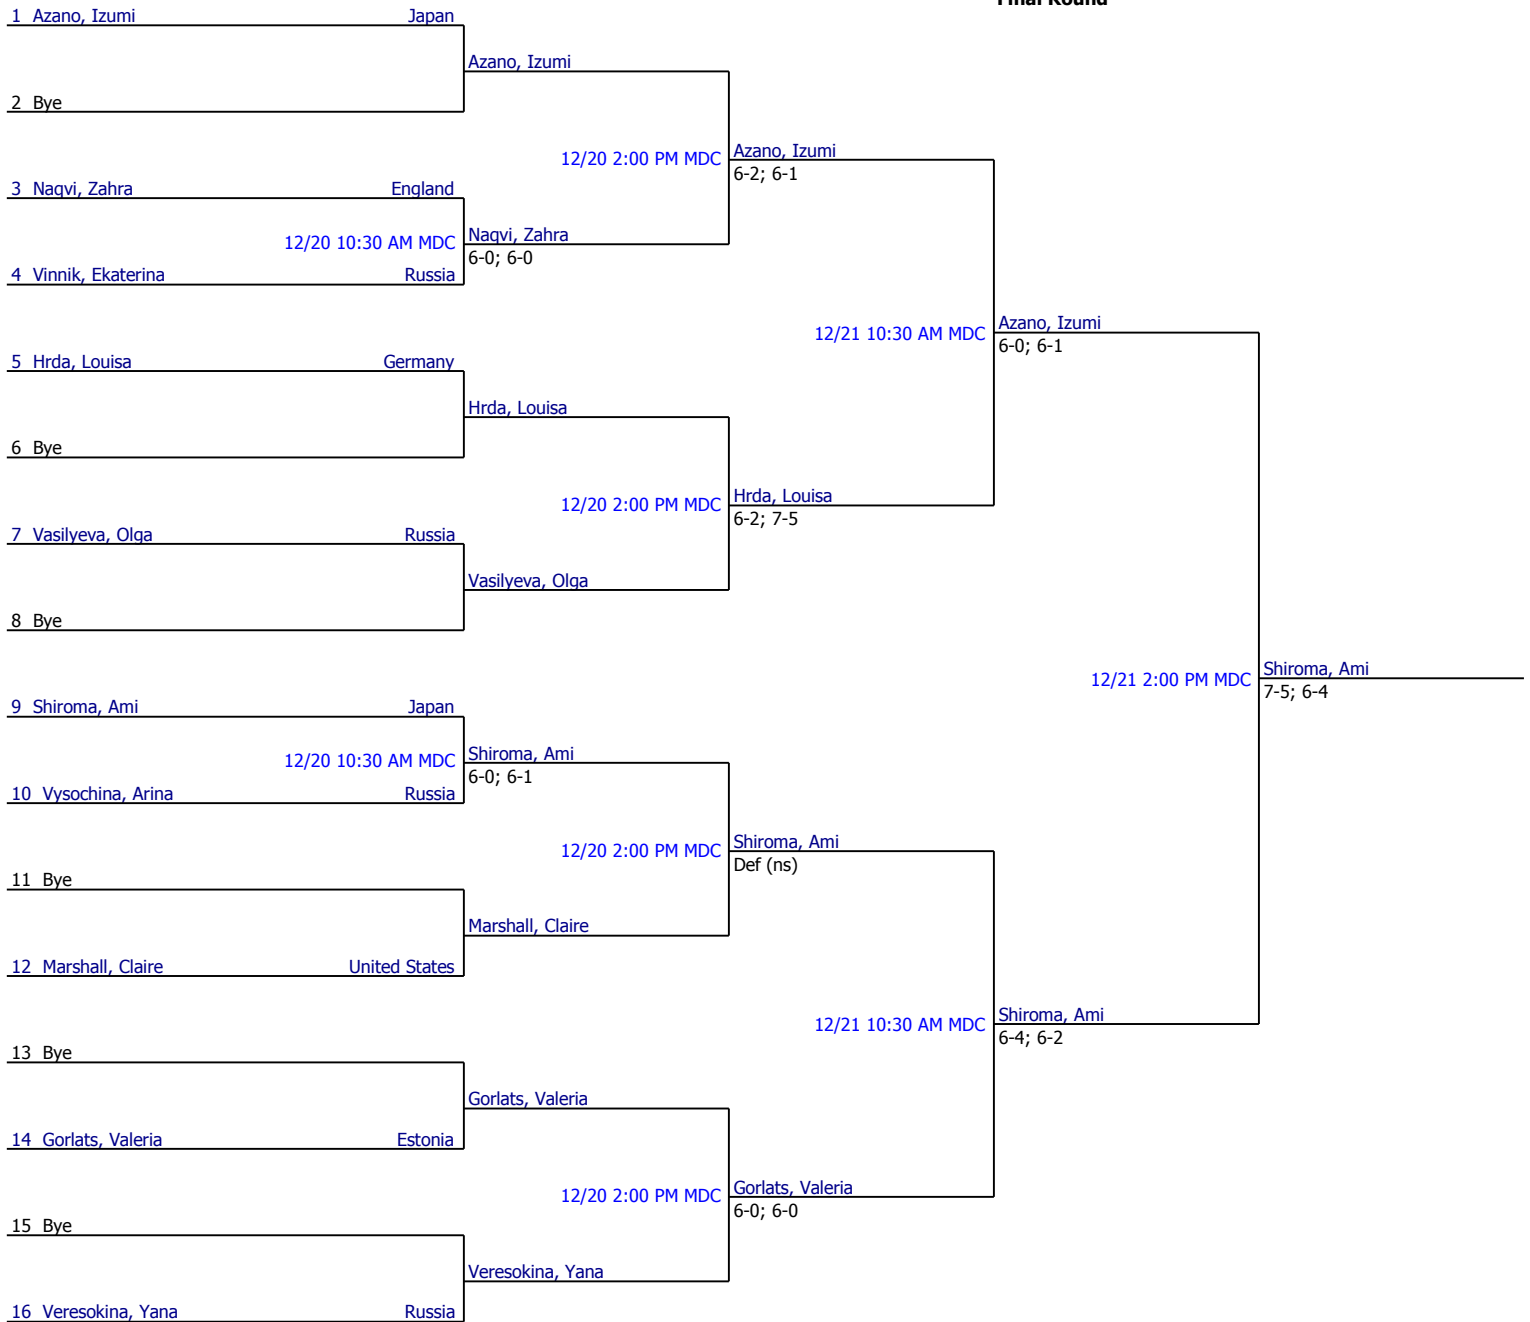 Final Round
1 Azano, Izumi Japan
Azano, Izumi
2 Bye
12/20 2:00 PM MDC Azano, Izumi
6-2; 6-1
3 Naqvi, Zahra England
12/20 10:30 AM MDC Naqvi, Zahra
6-0; 6-0
4 Vinnik, Ekaterina Russia
12/21 10:30 AM MDC Azano, Izumi
6-0; 6-1
5 Hrda, Louisa Germany
Hrda, Louisa
6 Bye
12/20 2:00 PM MDC Hrda, Louisa
6-2; 7-5
7 Vasilyeva, Olga Russia
Vasilyeva, Olga
8 Bye
12/21 2:00 PM MDC Shiroma, Ami
7-5; 6-4
9 Shiroma, Ami Japan
12/20 10:30 AM MDC Shiroma, Ami
6-0; 6-1
10 Vysochina, Arina Russia
12/20 2:00 PM MDC Shiroma, Ami
Def (ns)
11 Bye
Marshall, Claire
12 Marshall, Claire United States
12/21 10:30 AM MDC Shiroma, Ami
6-4; 6-2
13 Bye
Gorlats, Valeria
14 Gorlats, Valeria Estonia
12/20 2:00 PM MDC Gorlats, Valeria
6-0; 6-0
15 Bye
Veresokina, Yana
16 Veresokina, Yana Russia